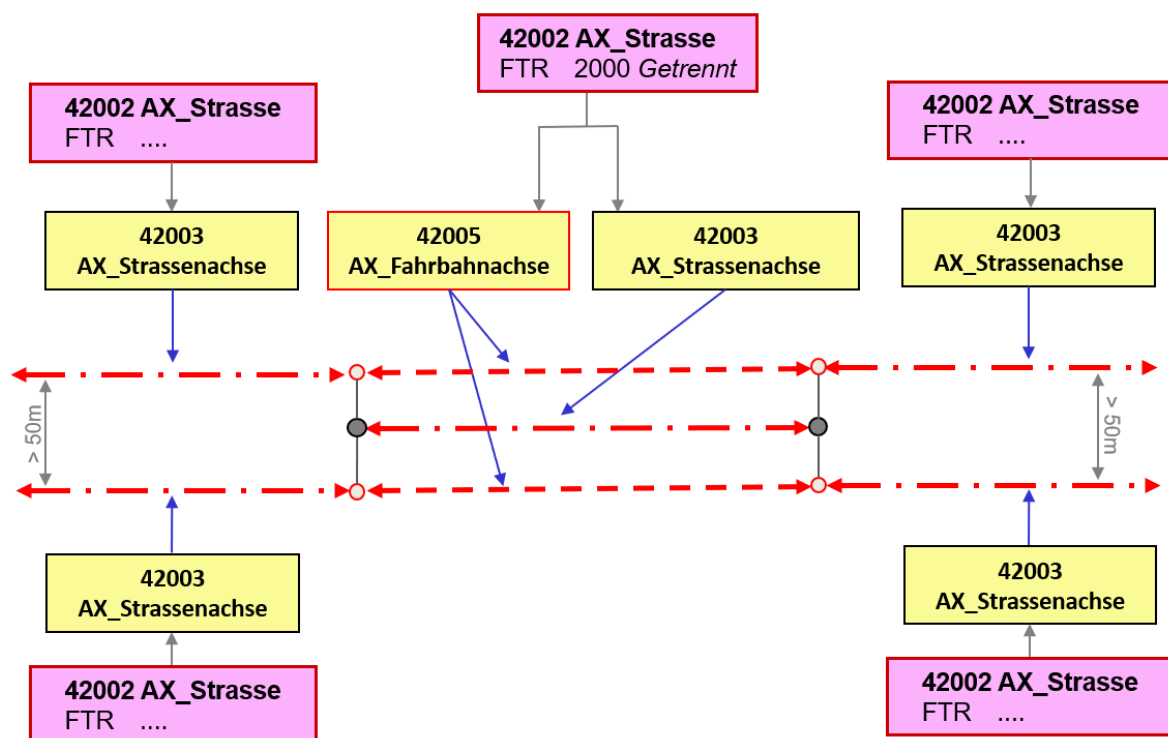 42002 AX_Strasse
FTR 2000 Getrennt
42002 AX_Strasse
FTR ....
42002 AX_Strasse
FTR ....
42003
AX_Strassenachse
42005
AX_Fahrbahnachse
42003
AX_Strassenachse
42003
AX_Strassenachse
> 50m
> 50m
42003
AX_Strassenachse
42003
AX_Strassenachse
42002 AX_Strasse
FTR ....
42002 AX_Strasse
FTR ....